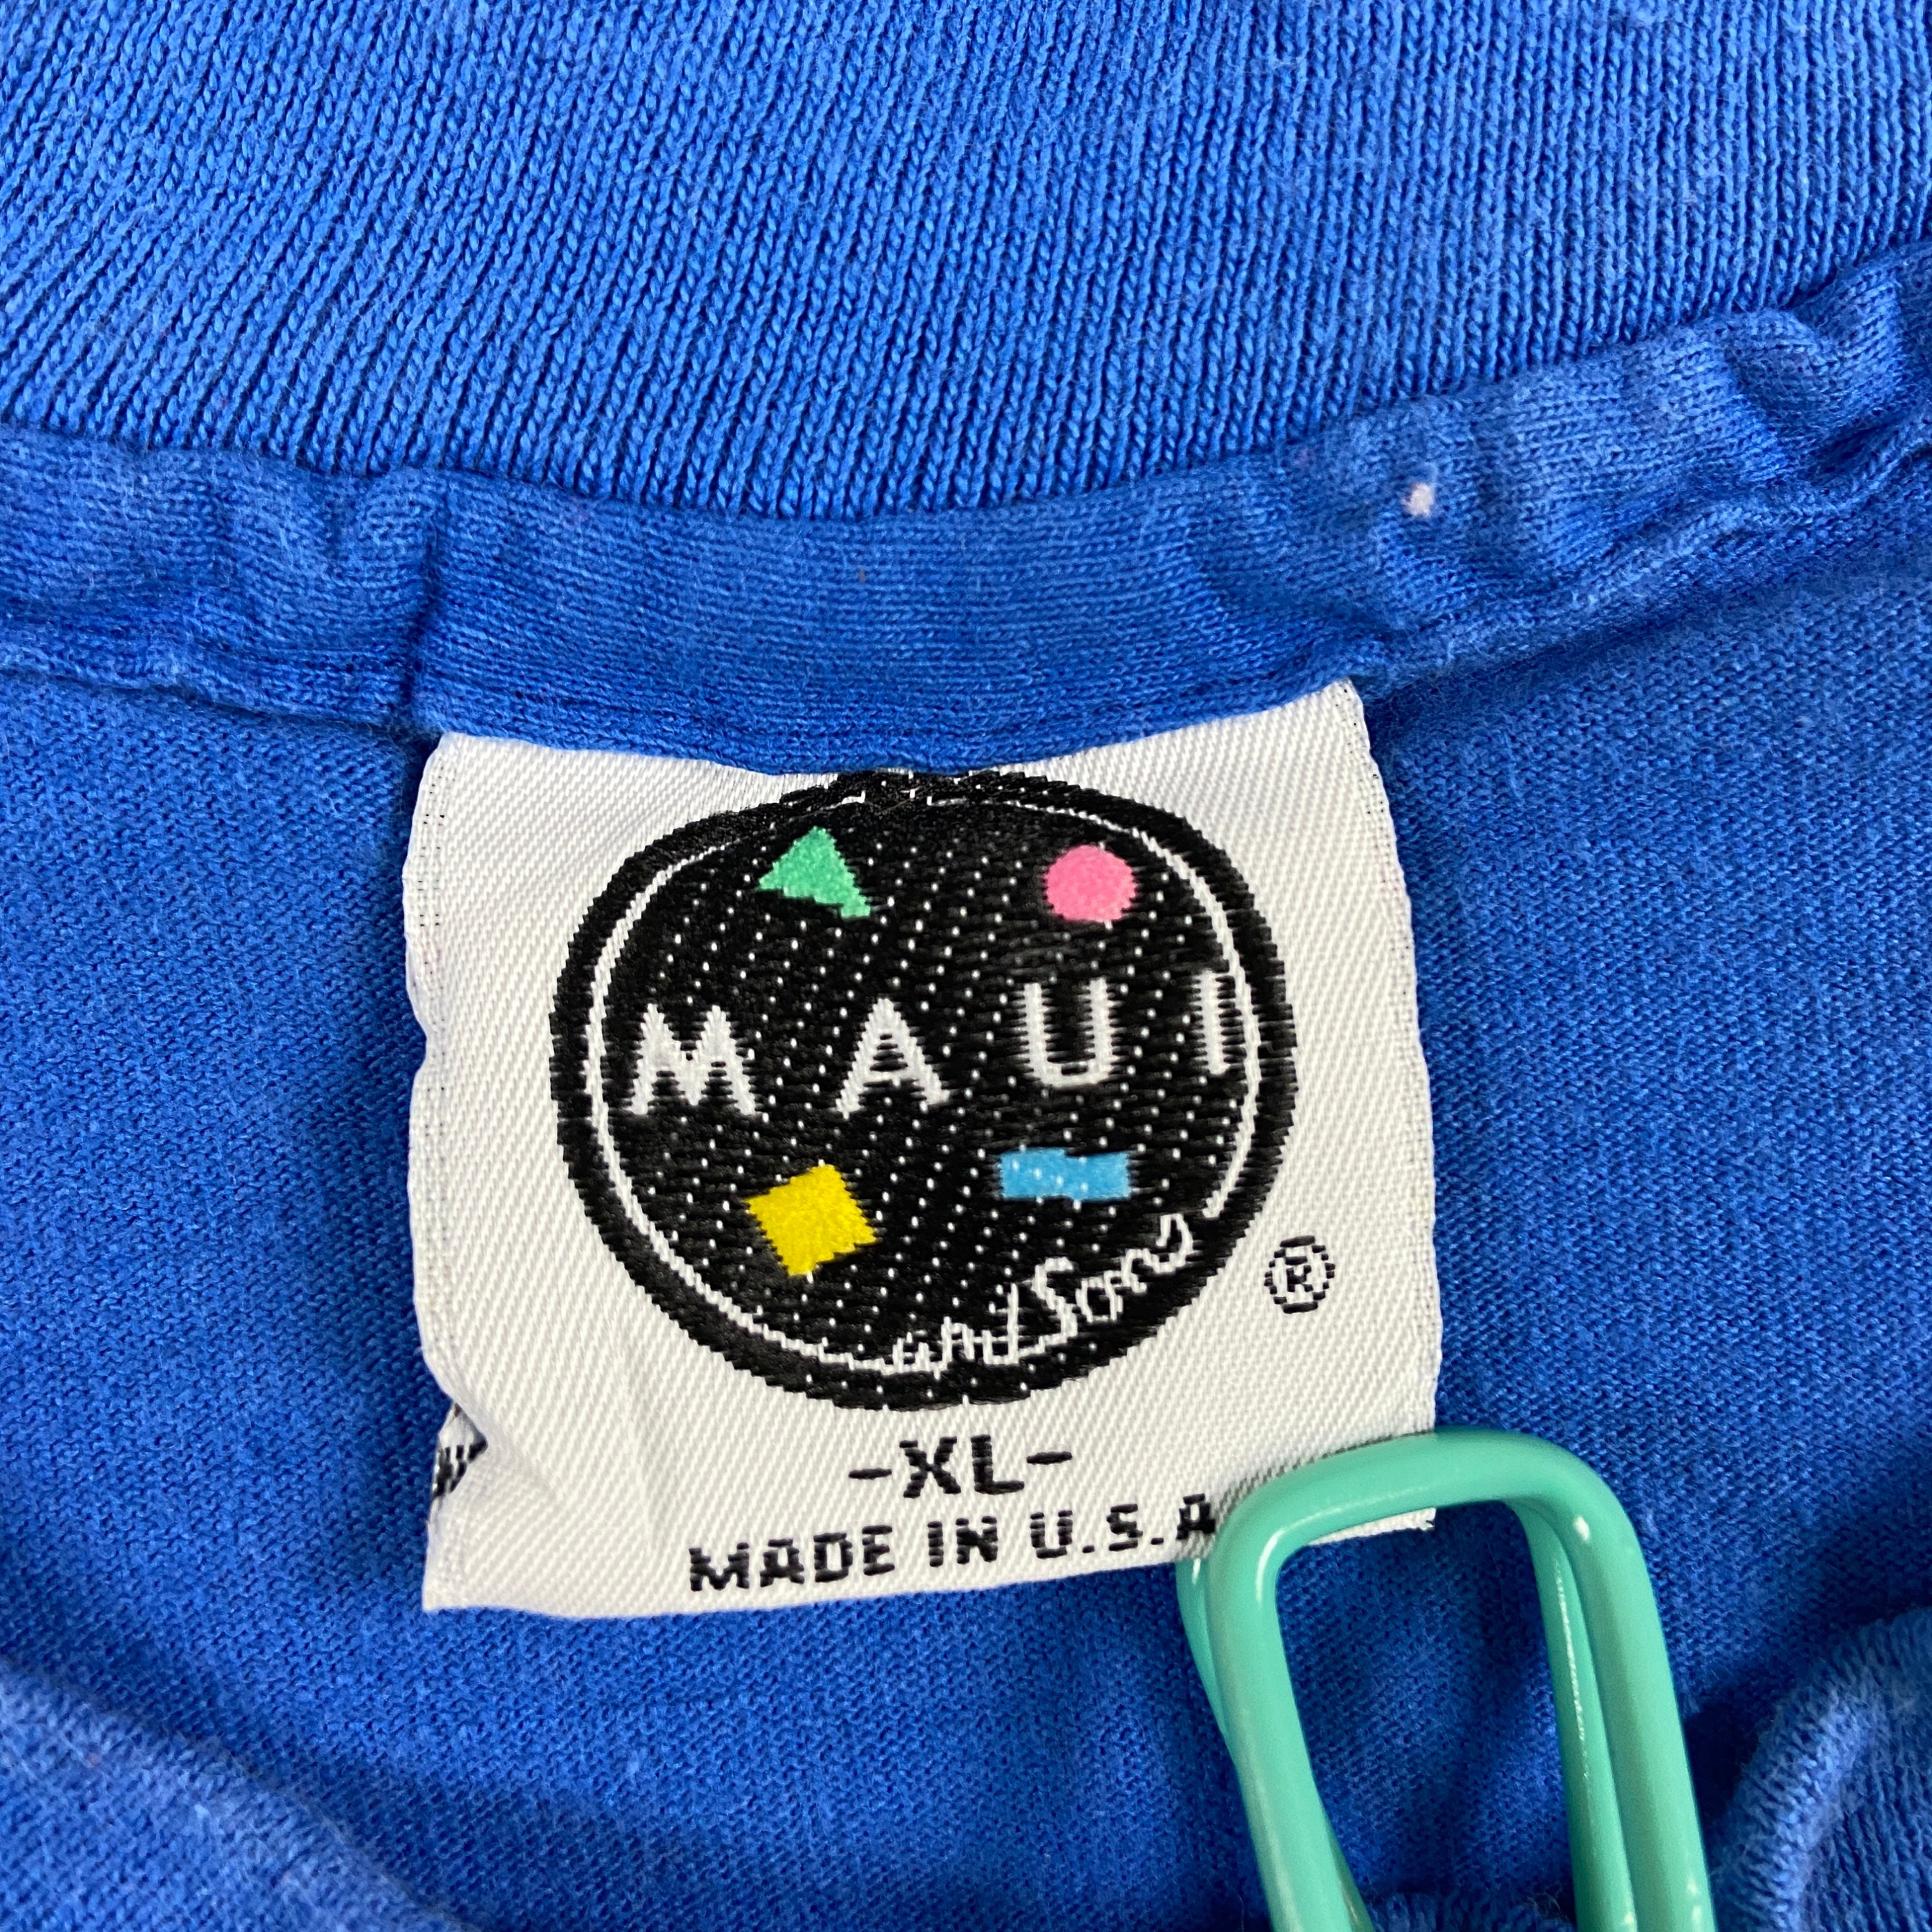 MAUI
and Sons
®
-XL-
MADE IN U.S.A